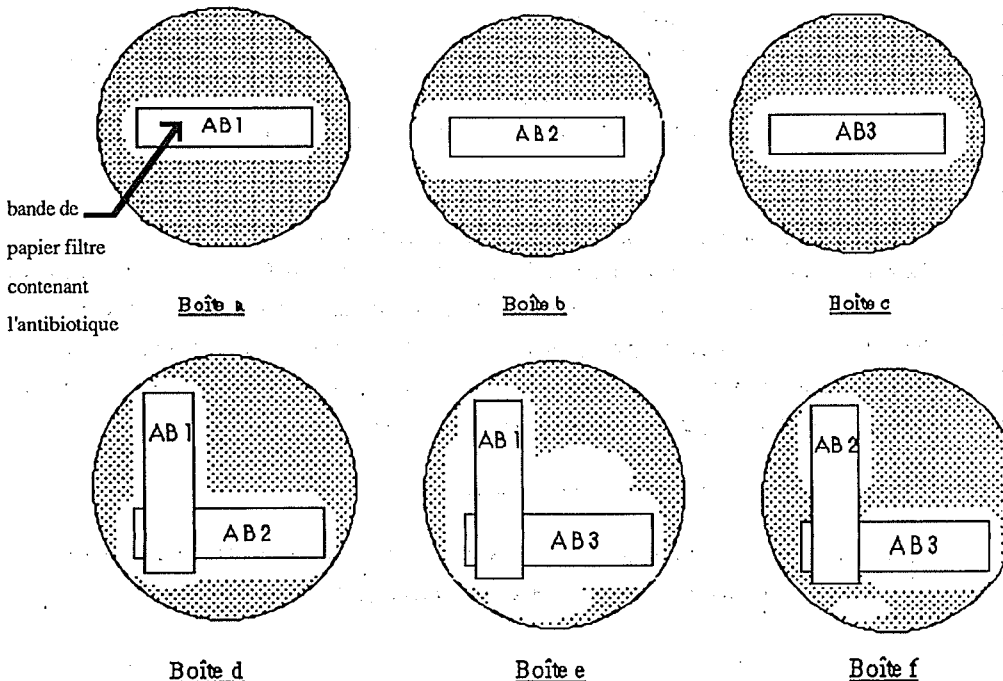 AB1
AB2
AB3
bande de
papier filtre
contenant
l'antibiotique
Boîte a
Boîte b
Boîte c
AB1
AB2
AB1
AB3
AB2
AB3
Boîte d
Boîte e
Boîte f